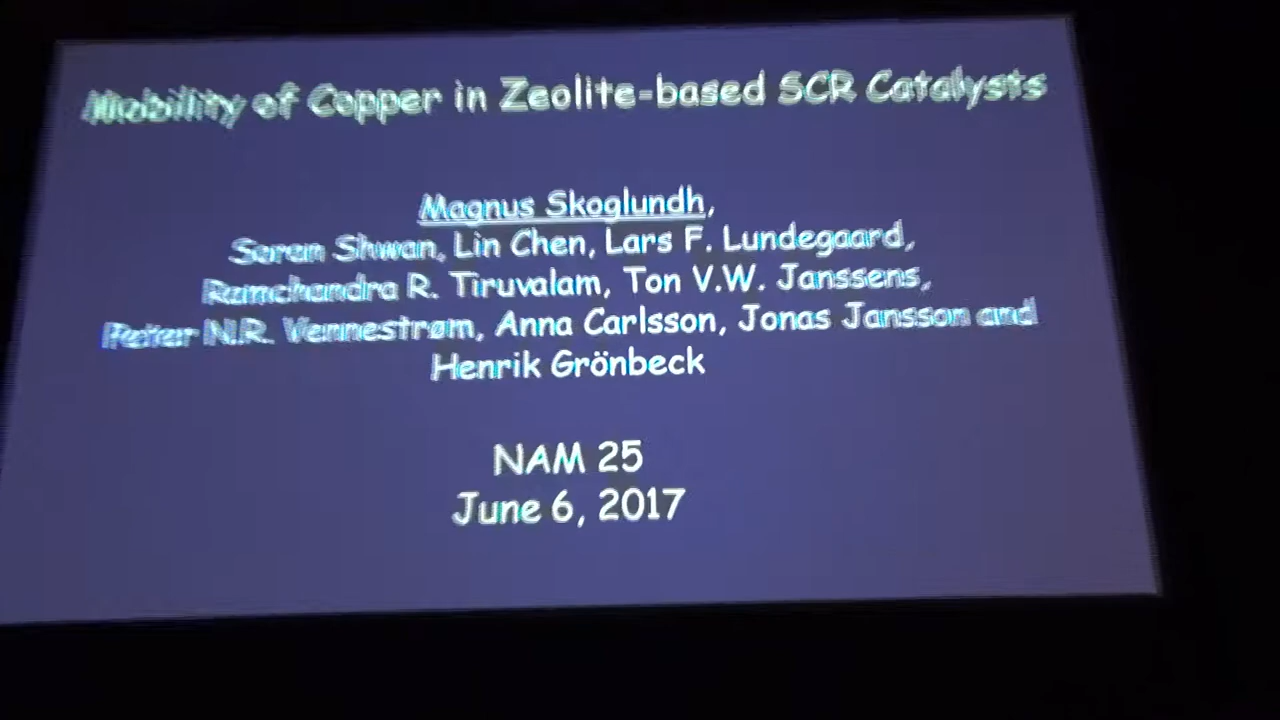 Mobility of Copper in Zeolite-based SCR Catalysts
Magnus Skoglundh,
Soran Shwan, Lin Chen, Lars F. Lundegaard,
Ramchandra R. Tiruvalam, Ton V.W. Janssens,
Peter N.R. Vennestrøm, Anna Carlsson, Jonas Jansson and
Henrik Grönbeck
NAM 25
June 6, 2017